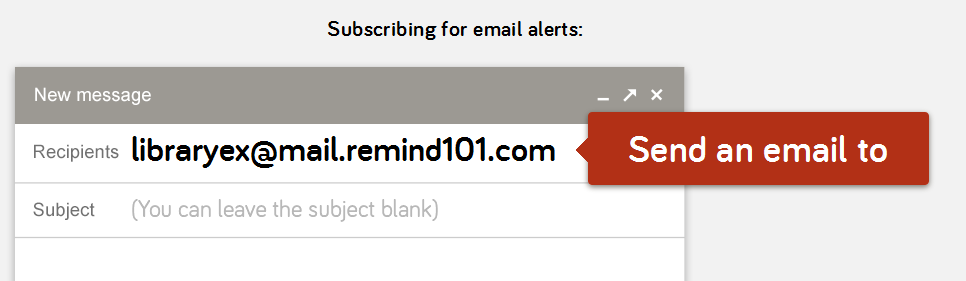 Subscribing for email alerts:
New message
Recipients libraryex@mail.remind101.com
Send an email to
Subject (You can leave the subject blank)